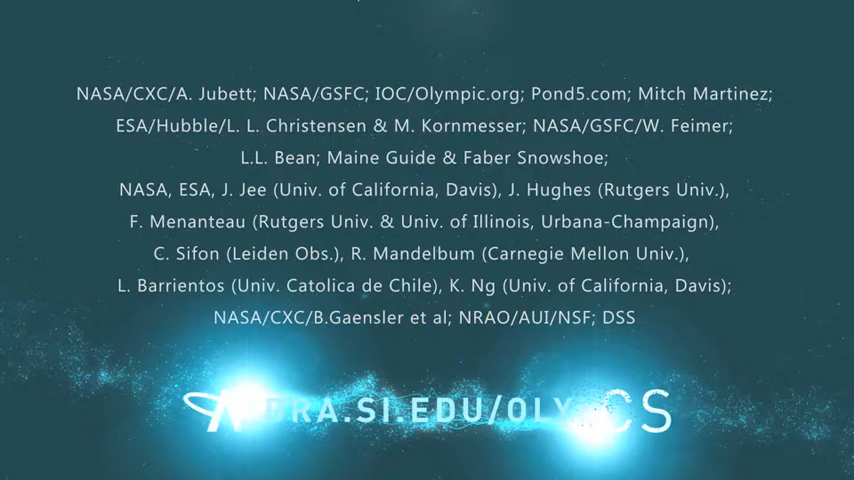 NASA/CXC/A. Jubett; NASA/GSFC; IOC/Olympic.org; Pond5.com; Mitch Martinez;
ESA/Hubble/L. L. Christensen & M. Kornmesser; NASA/GSFC/W. Feimer;
L.L. Bean; Maine Guide & Faber Snowshoe;
NASA, ESA, J. Jee (Univ. of California, Davis), J. Hughes (Rutgers Univ.),
F. Menanteau (Rutgers Univ. & Univ. of Illinois, Urbana-Champaign),
C. Sifon (Leiden Obs.), R. Mandelbum (Carnegie Mellon Univ.),
L. Barrientos (Univ. Catolica de Chile), K. Ng (Univ. of California, Davis);
NASA/CXC/B.Gaensler et al; NRAO/AUI/NSF; DSS